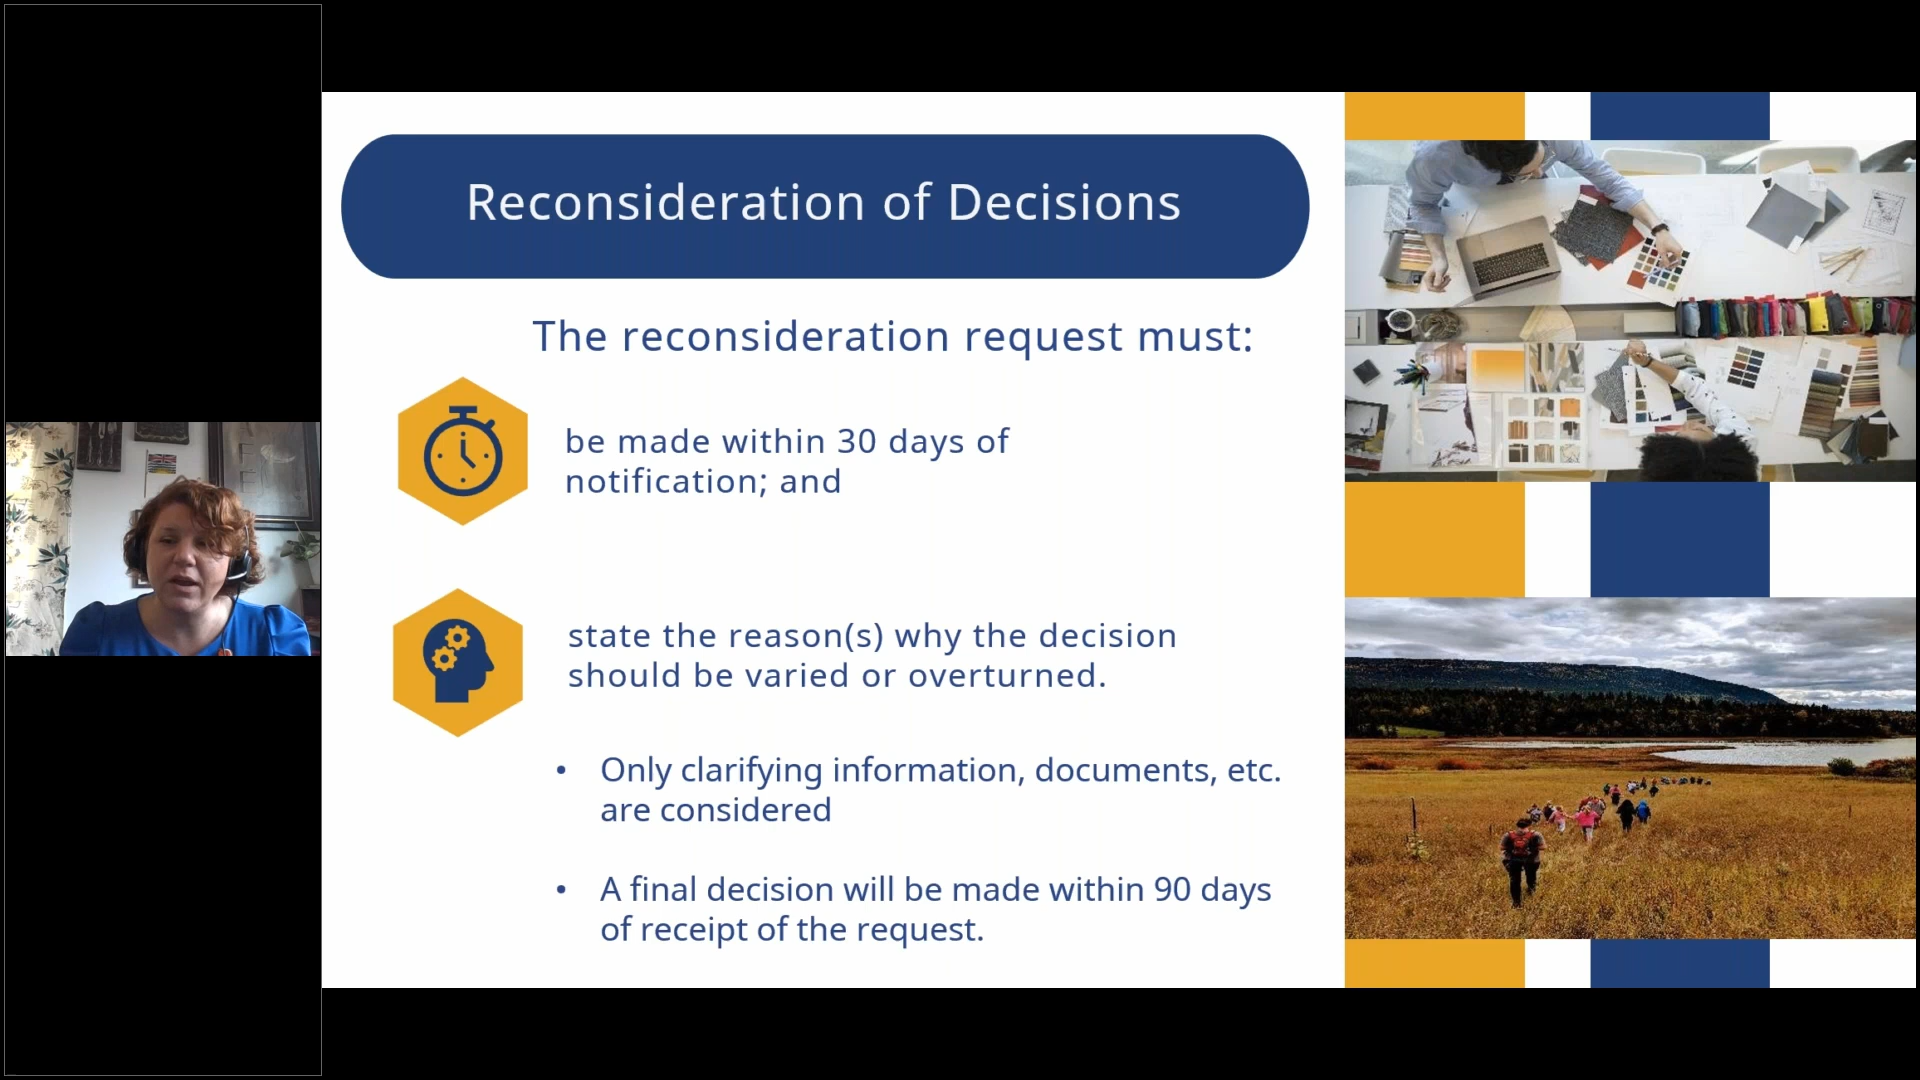 Reconsideration of Decisions
The reconsideration request must:
be made within 30 days of
notification; and
state the reason(s) why the decision
should be varied or overturned.
• Only clarifying information, documents, etc.
are considered
• A final decision will be made within 90 days
of receipt of the request.